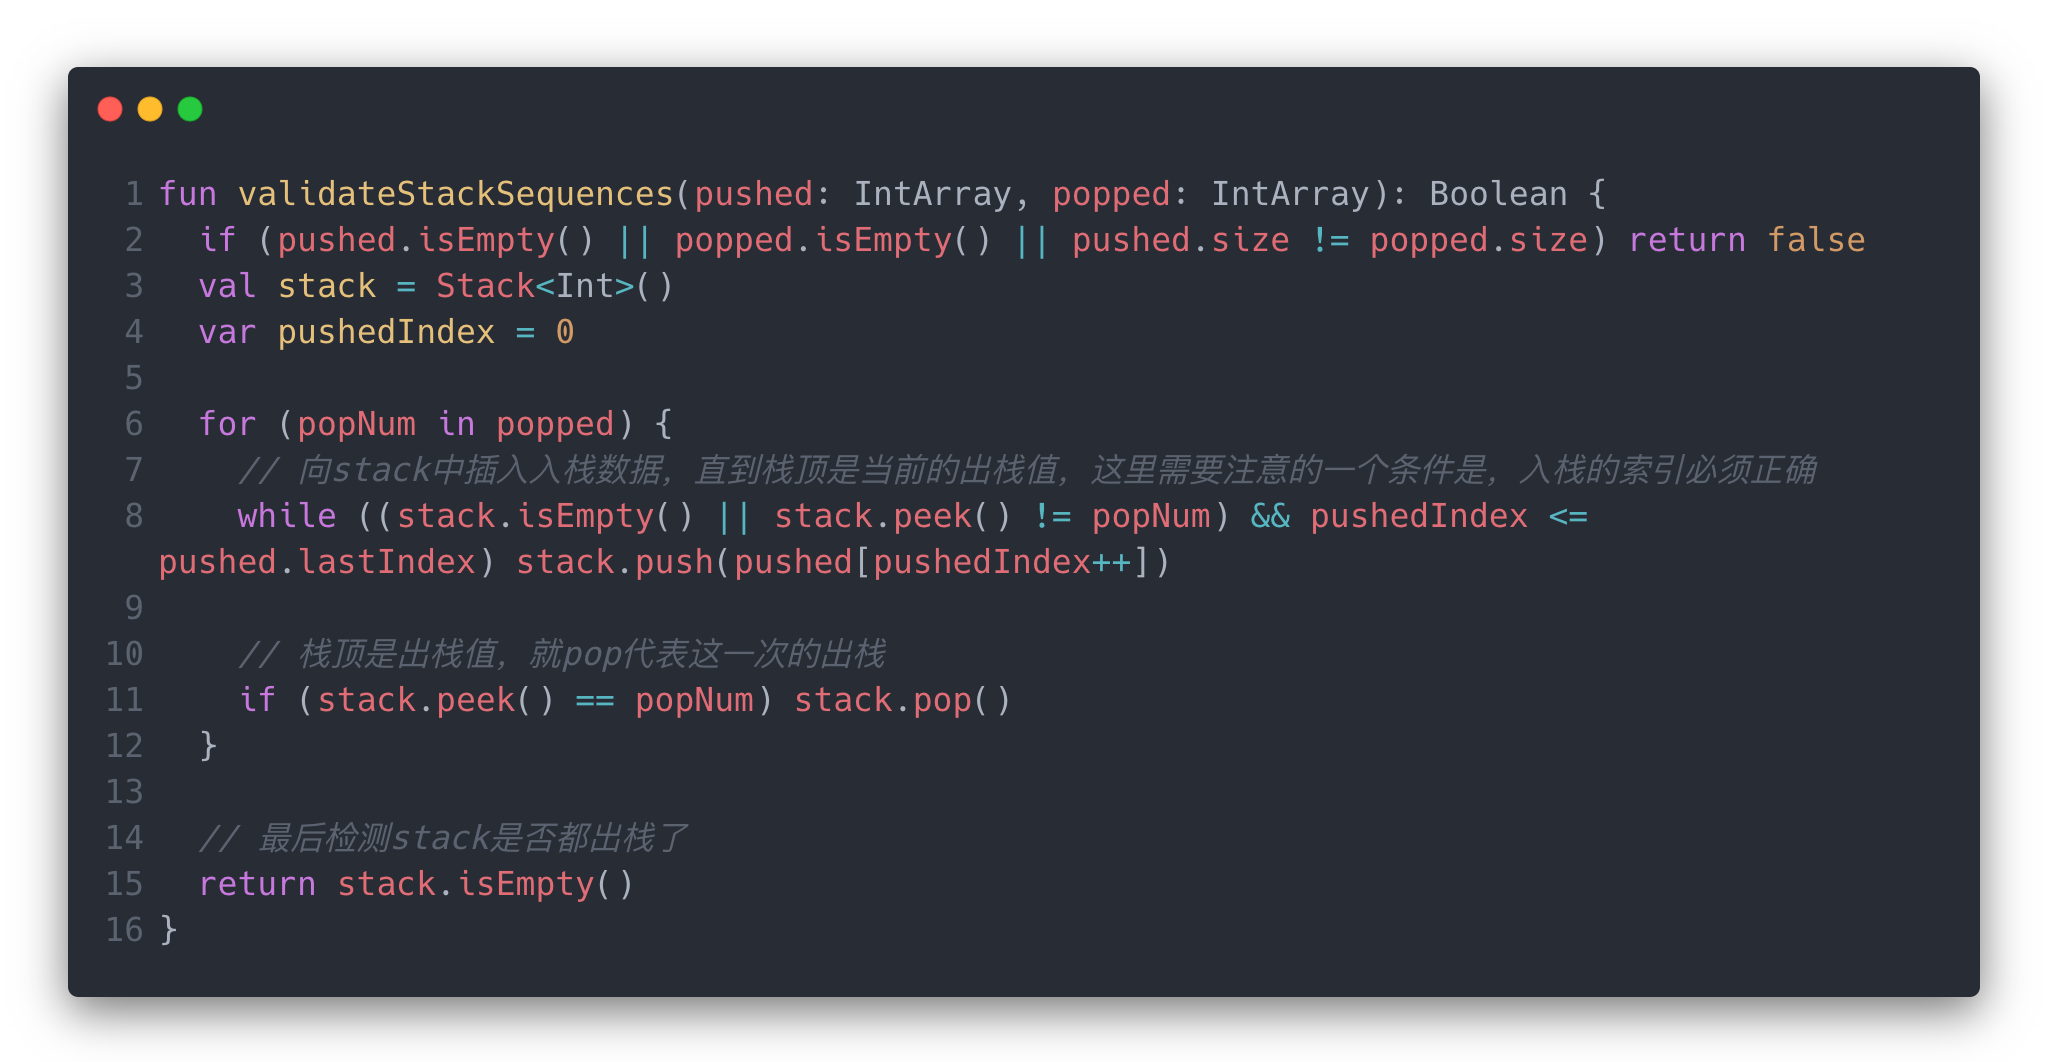 1 fun validateStackSequences(pushed: IntArray, popped: IntArray): Boolean {
2   if (pushed.isEmpty() || popped.isEmpty() || pushed.size != popped.size) return false
3   val stack = Stack<Int>()
4   var pushedIndex = 0
5
6   for (popNum in popped) {
7     // 向stack中插入入栈数据，直到栈顶是当前的出栈值，这里需要注意的一个条件是，入栈的索引必须正确
8     while ((stack.isEmpty() || stack.peek() != popNum) && pushedIndex <=
pushed.lastIndex) stack.push(pushed[pushedIndex++])
9
10     // 栈顶是出栈值，就pop代表这一次的出栈
11     if (stack.peek() == popNum) stack.pop()
12   }
13
14   // 最后检测stack是否都出栈了
15   return stack.isEmpty()
16 }